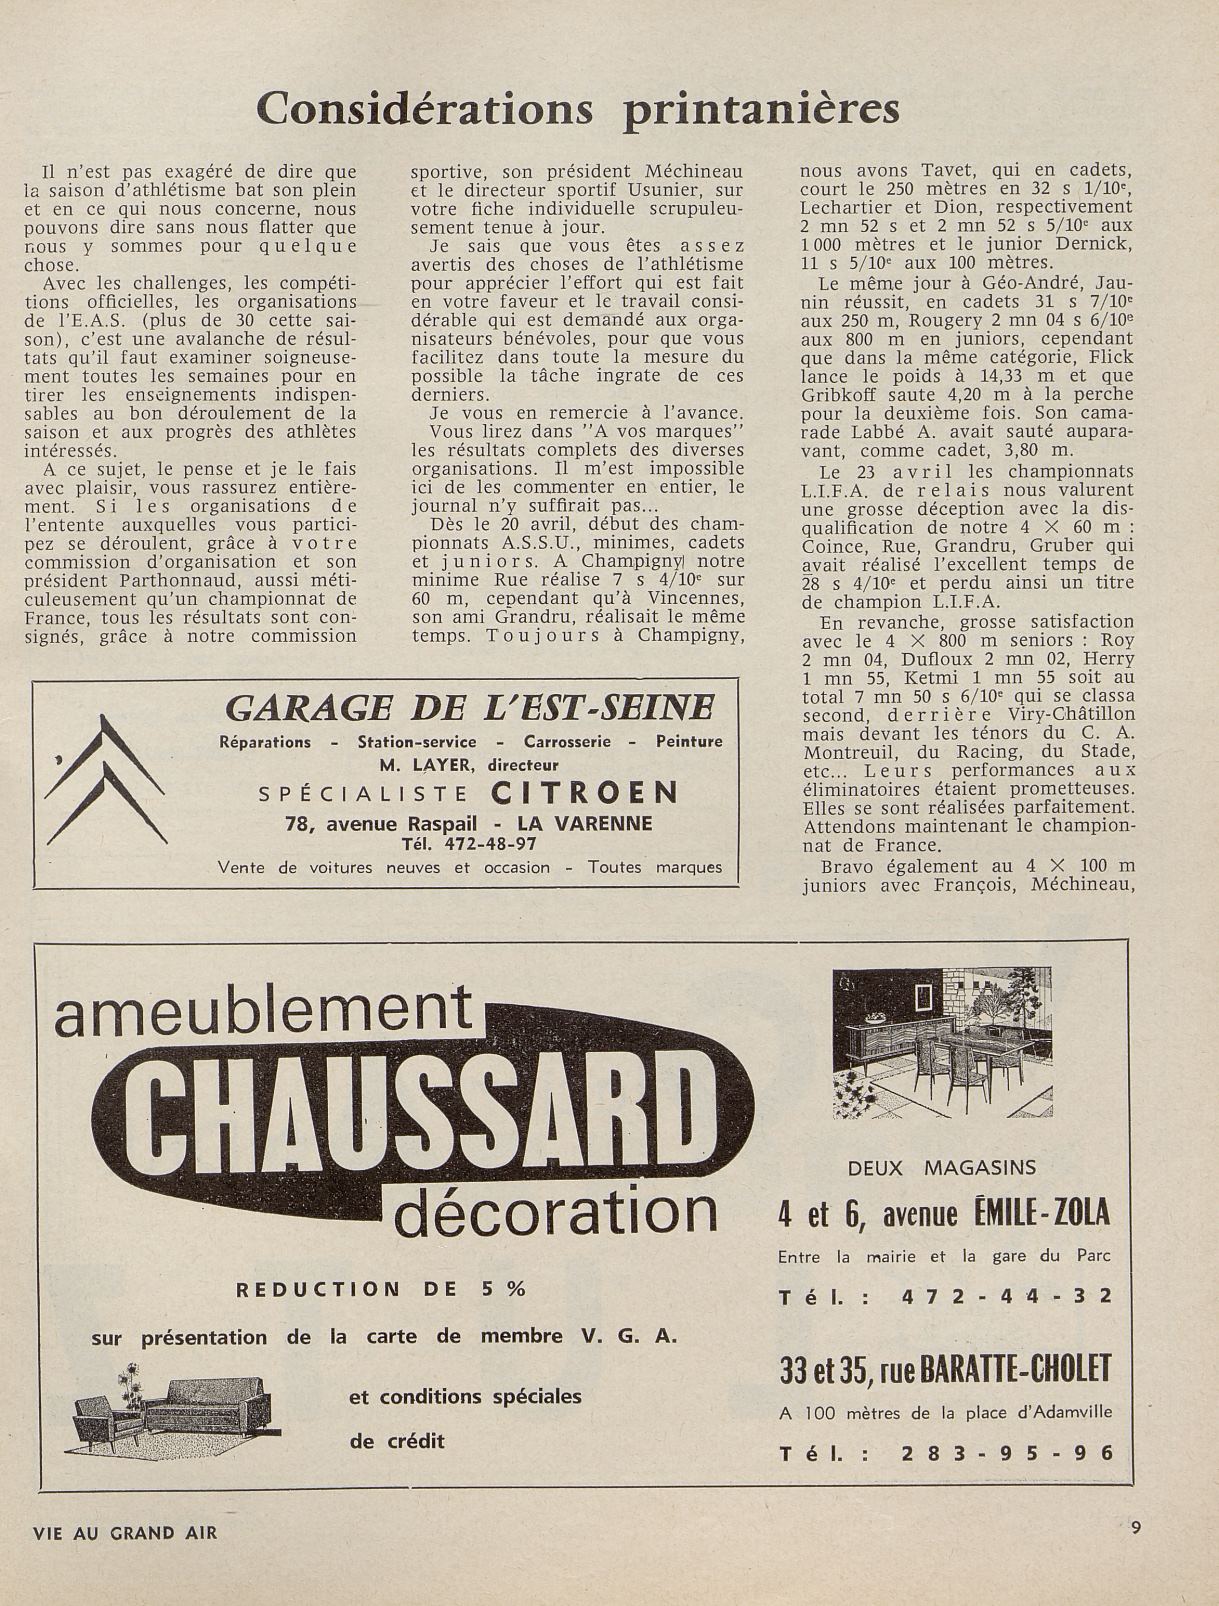 Considérations printanières
Il n'est pas exagéré de dire que
la saison d'athlétisme bat son plein
et en ce qui nous concerne, nous
pouvons dire sans nous flatter que
nous y sommes pour quelque
chose.
Avec les challenges, les compéti-
tions officielles, les organisations
de l'E.A.S. (plus de 30 cette sai-
son), c'est une avalanche de résul-
tats qu'il faut examiner soigneuse-
ment toutes les semaines pour en
tirer les enseignements indispen-
sables au bon déroulement de la
saison et aux progrès des athlètes
intéressés.
A ce sujet, le pense et je le fais
avec plaisir, vous rassurez entière-
ment. Si les organisations de
l'entente auxquelles vous partici-
pez se déroulent, grâce à votre
commission d'organisation et son
président Parthonnaud, aussi méti-
culeusement qu'un championnat de
France, tous les résultats sont con-
signés, grâce à notre commission
sportive, son président Méchineau
et le directeur sportif Usunier, sur
votre fiche individuelle scrupuleu-
sement tenue à jour.
Je sais que vous êtes assez
avertis des choses de l'athlétisme
pour apprécier l'effort qui est fait
en votre faveur et le travail consi-
dérable qui est demandé aux orga-
nisateurs bénévoles, pour que vous
facilitez dans toute la mesure du
possible la tâche ingrate de ces
derniers.
Je vous en remercie à l'avance.
Vous lirez dans "A vos marques"
les résultats complets des diverses
organisations. Il m'est impossible
ici de les commenter en entier, le
journal n'y suffirait pas...
Dès le 20 avril, début des cham-
pionnats A.S.S.U., minimes, cadets
et juniors. A Champigny notre
minime Rue réalise 7 s 4/10e sur
60 m, cependant qu'à Vincennes,
son ami Grandru, réalisait le même
temps. Toujours à Champigny,
nous avons Tavet, qui en cadets,
court le 250 mètres en 32 s 1/10e,
Lechartier et Dion, respectivement
2 mn 52 s et 2 mn 52 s 5/10e aux
1 000 mètres et le junior Dernick,
11 s 5/10e aux 100 mètres.
Le même jour à Géo-André, Jau-
nin réussit, en cadets 31 s 7/10e
aux 250 m, Rougery 2 mn 04 s 6/10e
aux 800 m en juniors, cependant
que dans la même catégorie, Flick
lance le poids à 14,33 m et que
Gribkoff saute 4,20 m à la perche
pour la deuxième fois. Son cama-
rade Labbé A. avait sauté aupara-
vant, comme cadet, 3,80 m.
Le 23 avril les championnats
L.I.F.A. de relais nous valurent
une grosse déception avec la dis-
qualification de notre 4 × 60 m :
Coince, Rue, Grandru, Gruber qui
avait réalisé l'excellent temps de
28 s 4/10e et perdu ainsi un titre
de champion L.I.F.A.
En revanche, grosse satisfaction
avec le 4 × 800 m seniors : Roy
2 mn 04, Dufloux 2 mn 02, Herry
1 mn 55, Ketmi 1 mn 55 soit au
total 7 mn 50 s 6/10e qui se classa
second, derrière Viry-Châtillon
mais devant les ténors du C. A.
Montreuil, du Racing, du Stade,
etc... Leurs performances aux
éliminatoires étaient prometteuses.
Elles se sont réalisées parfaitement.
Attendons maintenant le champion-
nat de France.
Bravo également au 4 × 100 m
juniors avec François, Méchineau,
GARAGE DE L'EST-SEINE
Réparations - Station-service - Carrosserie - Peinture
M. LAYER, directeur
SPÉCIALISTE CITROEN
78, avenue Raspail - LA VARENNE
Tél. 472-48-97
Vente de voitures neuves et occasion - Toutes marques
ameublement
CHAUSSARD
décoration
REDUCTION DE 5 %
sur présentation de la carte de membre V. G. A.
et conditions spéciales
de crédit
DEUX MAGASINS
4 et 6, avenue ÉMILE-ZOLA
Entre la mairie et la gare du Parc
Tél. : 472-44-32
33 et 35, rue BARATTE-CHOLET
A 100 mètres de la place d'Adamville
Tél. : 283-95-96
VIE AU GRAND AIR
9